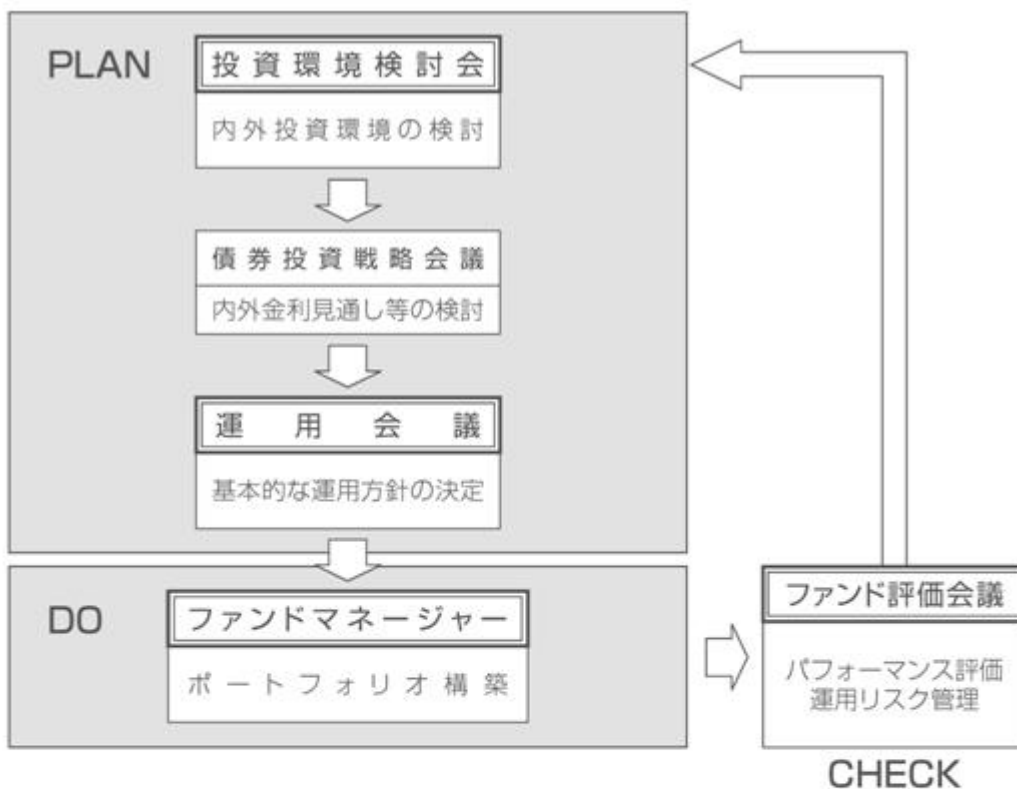 PLAN
投資環境検討会
内外投資環境の検討
債券投資戦略会議
内外金利見通し等の検討
運用会議
基本的な運用方針の決定
DO
ファンドマネージャー
ポートフォリオ構築
ファンド評価会議
パフォーマンス評価
運用リスク管理
CHECK